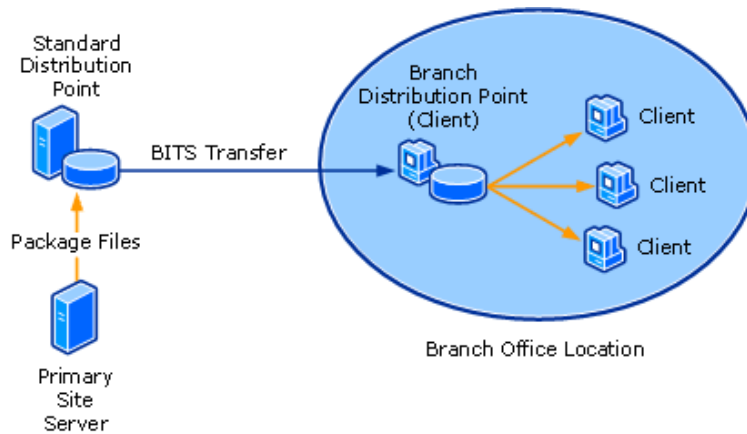 Standard
Distribution
Point
Branch
Distribution Point
(Client)
Client
BITS Transfer
Client
Client
Package Files
Branch Office Location
Primary
Site
Server